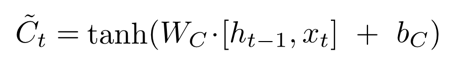 C̃_t = tanh(W_C·[h_{t−1}, x_t] + b_C)